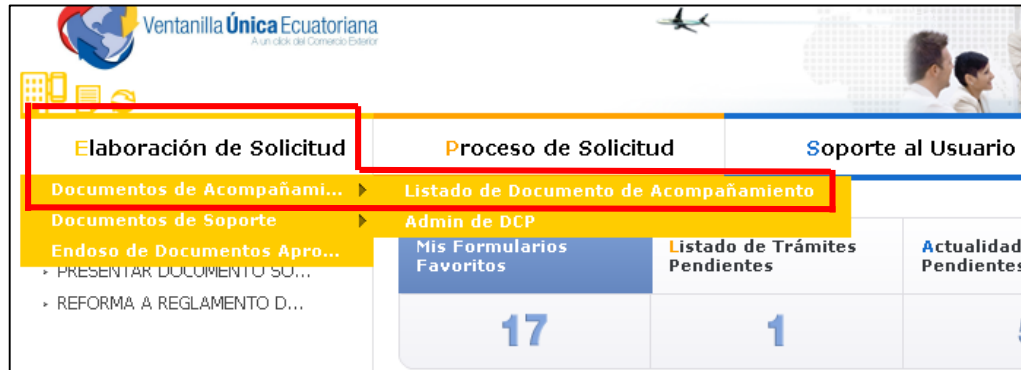 Ventanilla Única Ecuatoriana
A un click del Comercio Exterior
Elaboración de Solicitud
Proceso de Solicitud
Soporte al Usuario
Documentos de Acompañami...
Listado de Documento de Acompañamiento
Documentos de Soporte
Admin de DCP
Endoso de Documentos Apro...
PRESENTAR DOCUMENTO SO...
REFORMA A REGLAMENTO D...
Mis Formularios
Favoritos
17
Listado de Trámites
Pendientes
1
Actualidad
Pendientes